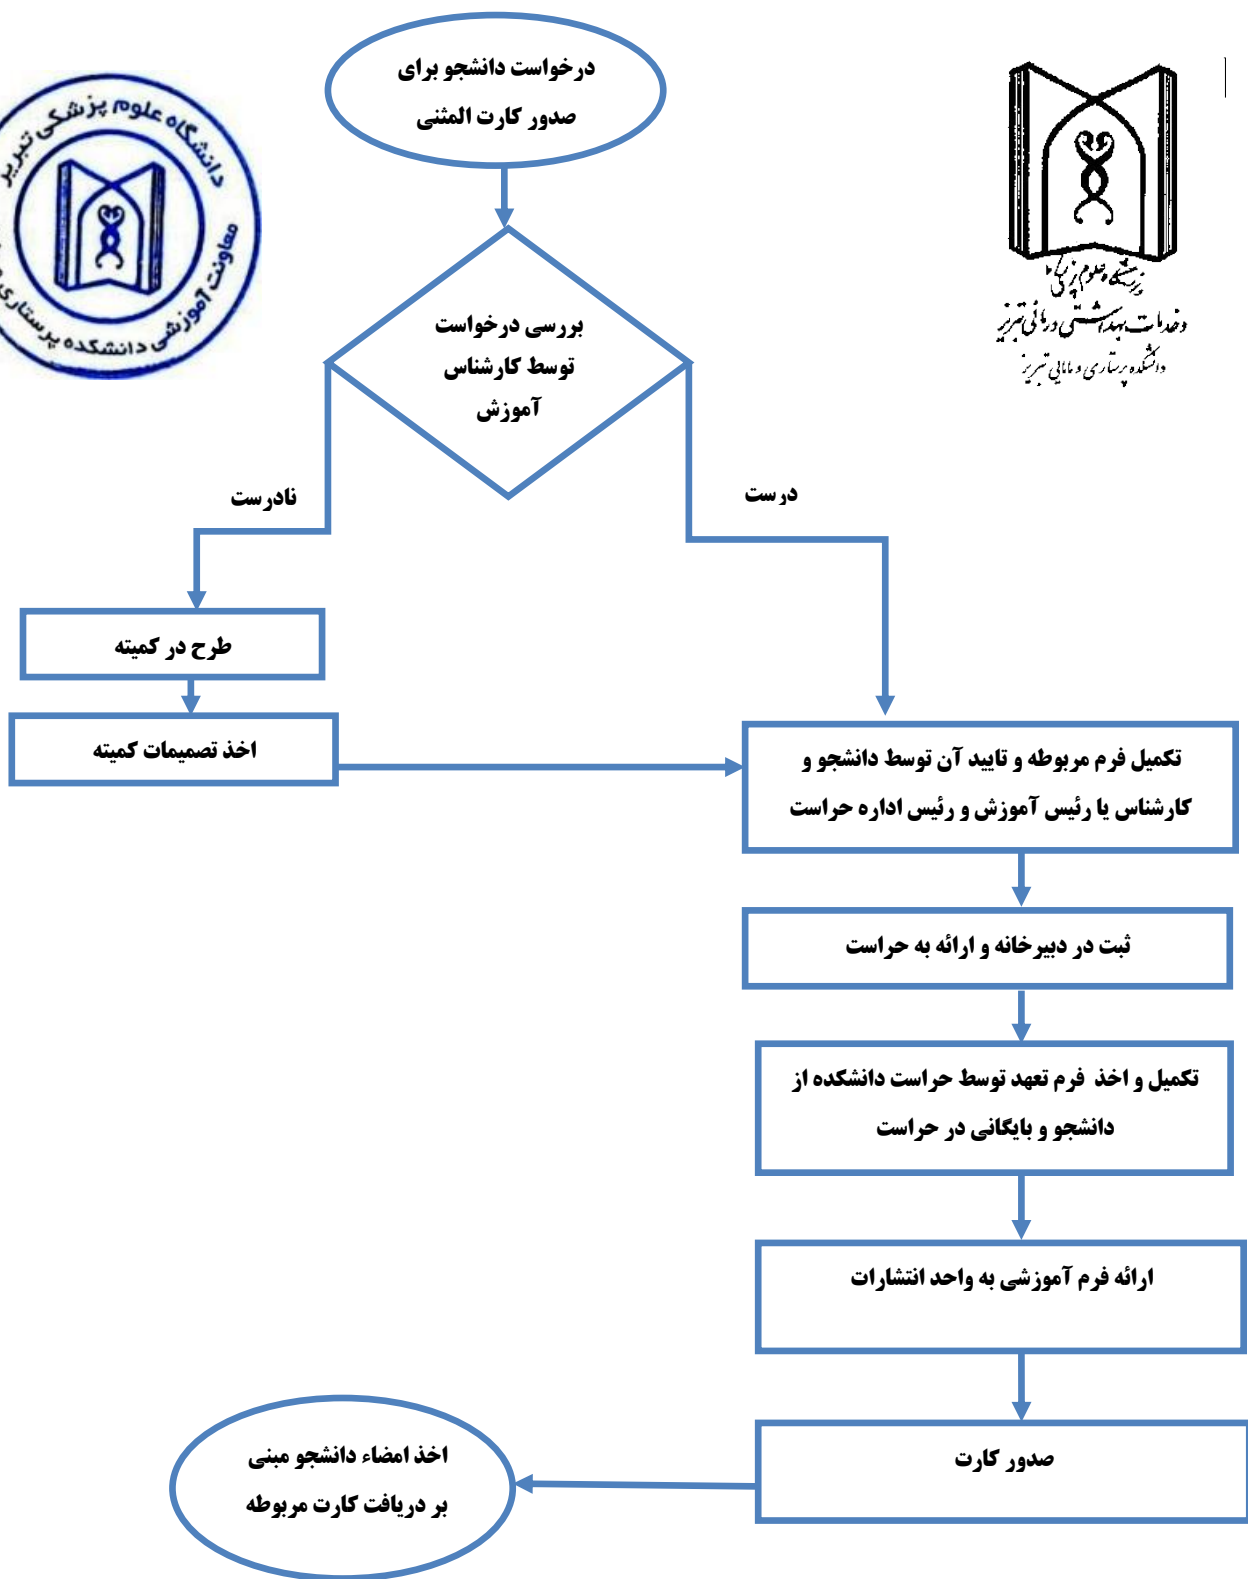 درخواست دانشجو برای
صدور کارت المثنی
دانشگاه علوم پزشکی تبریز
معاونت آموزشی دانشکده پرستاری و
وخدمات بهداشتی درمانی تبریز
دانشکده پرستاری و مامایی تبریز
بررسی درخواست
توسط کارشناس
آموزش
درست
نادرست
طرح در کمیته
اخذ تصمیمات کمیته
تکمیل فرم مربوطه و تایید آن توسط دانشجو و
کارشناس یا رئیس آموزش و رئیس اداره حراست
ثبت در دبیرخانه و ارائه به حراست
تکمیل و اخذ فرم تعهد توسط حراست دانشکده از
دانشجو و بایگانی در حراست
ارائه فرم آموزشی به واحد انتشارات
صدور کارت
اخذ امضاء دانشجو مبنی
بر دریافت کارت مربوطه